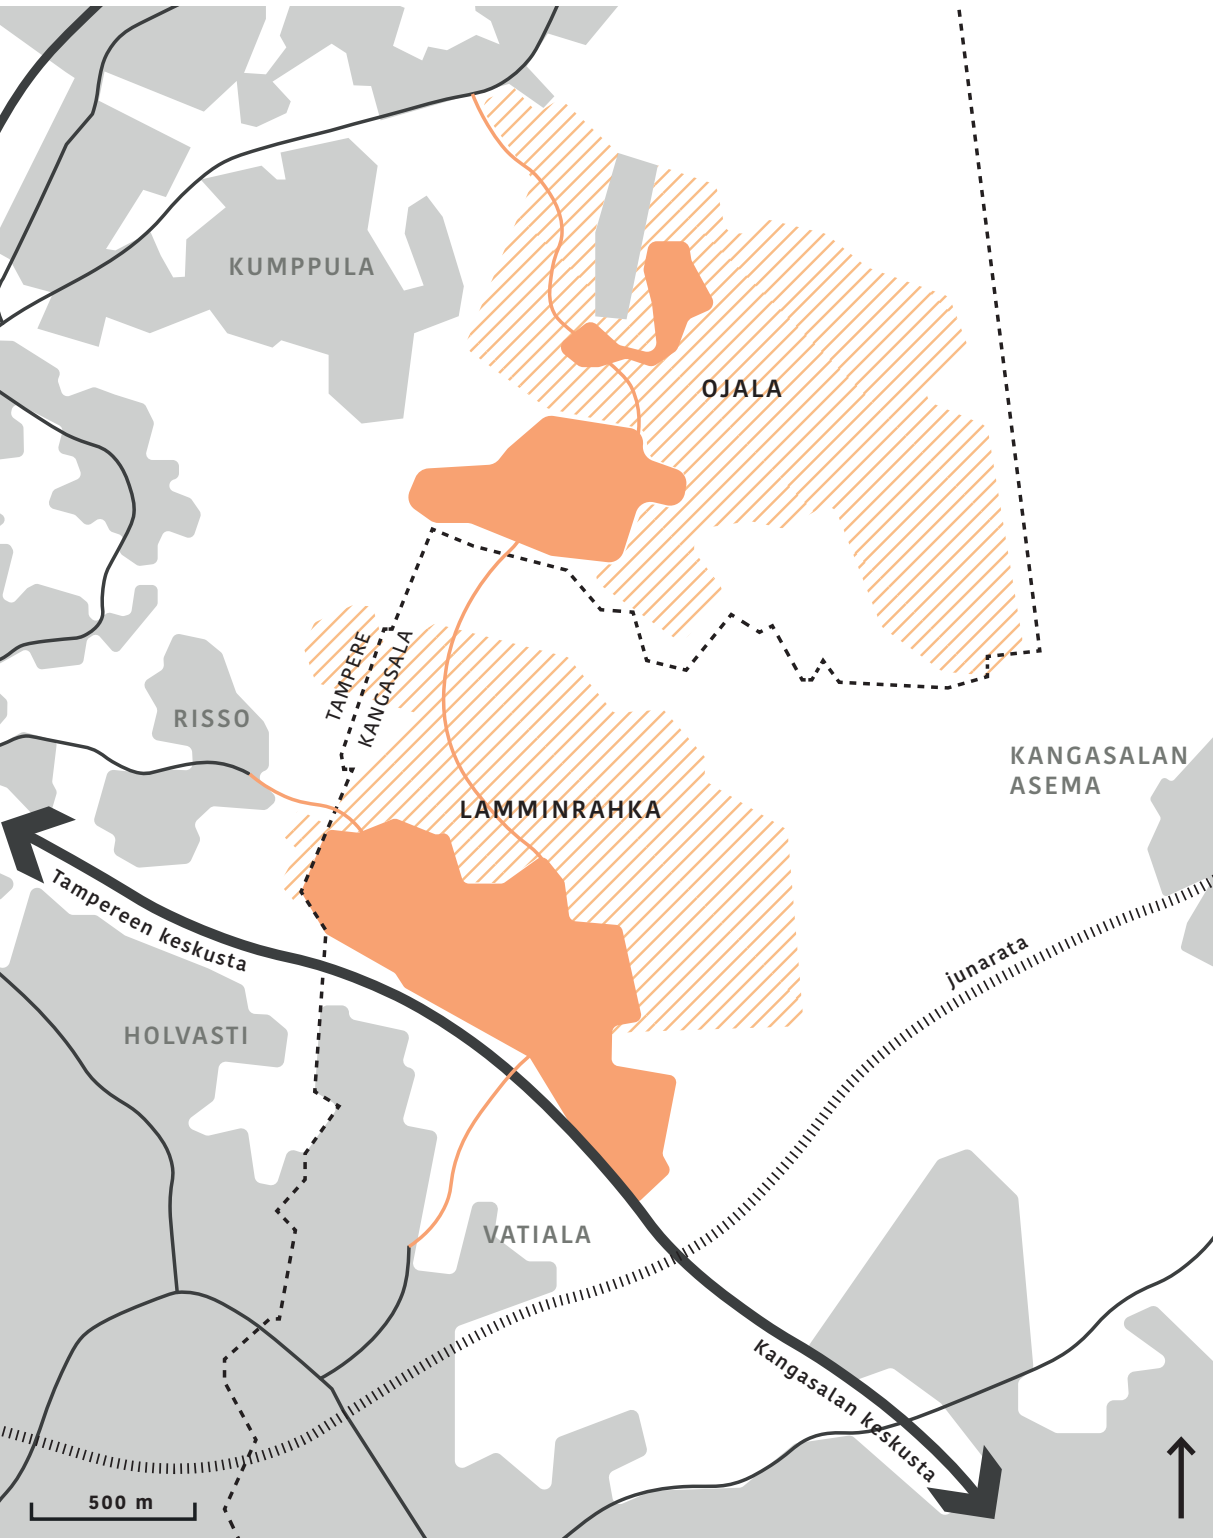 KUMPPULA
OJALA
TAMPERE
KANGASALA
RISSO
KANGASALAN
ASEMA
LAMMINRAHKA
Tampereen keskusta
junarata
HOLVASTI
VATIALA
Kangasalan keskusta
500 m